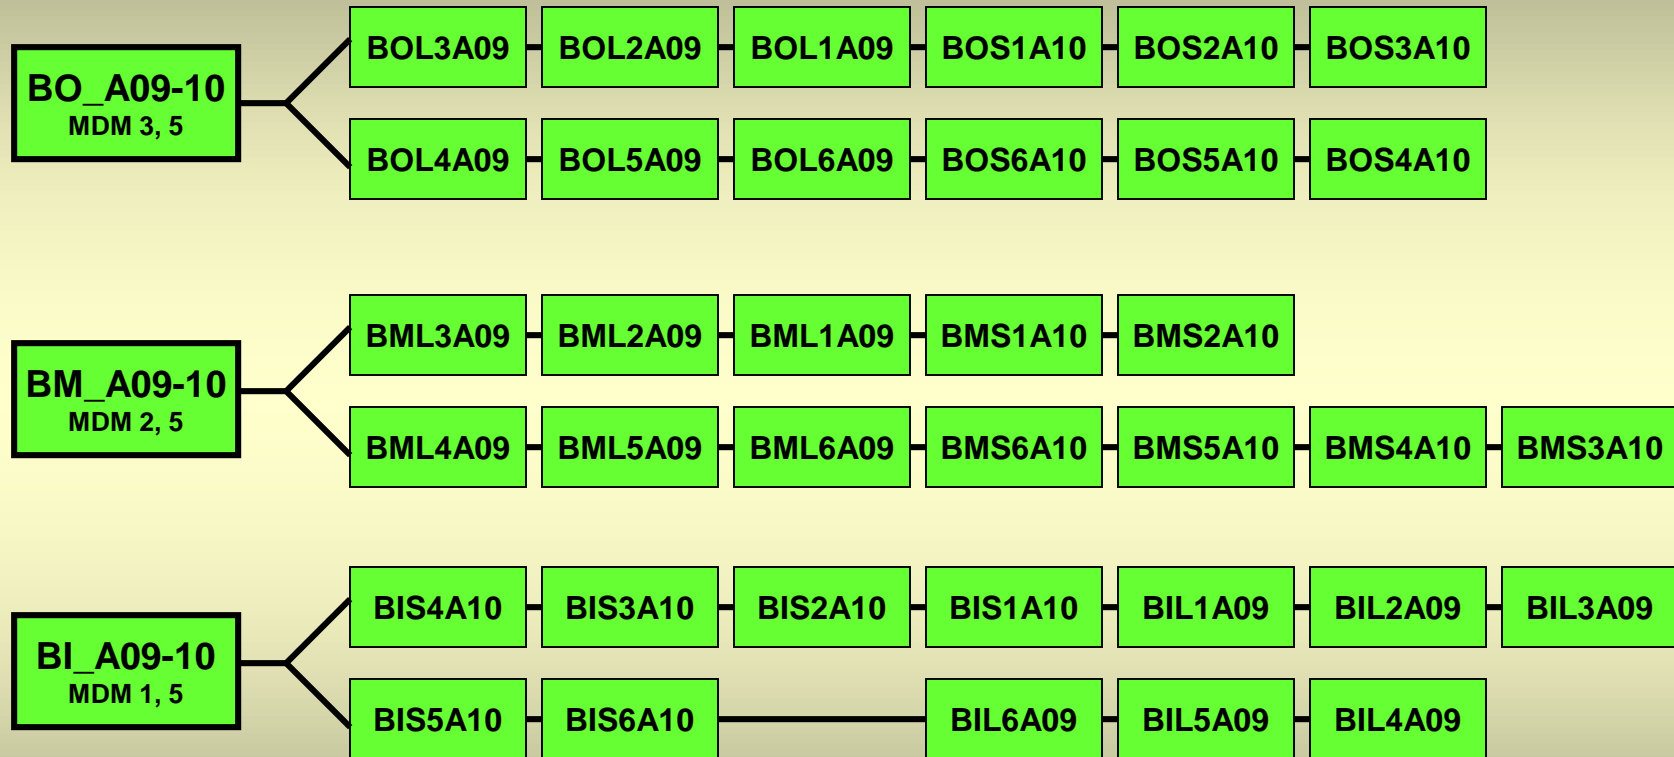 BO_A09-10
MDM 3, 5
BOL3A09 BOL2A09 BOL1A09 BOS1A10 BOS2A10 BOS3A10
BOL4A09 BOL5A09 BOL6A09 BOS6A10 BOS5A10 BOS4A10
BM_A09-10
MDM 2, 5
BML3A09 BML2A09 BML1A09 BMS1A10 BMS2A10
BML4A09 BML5A09 BML6A09 BMS6A10 BMS5A10 BMS4A10 BMS3A10
BI_A09-10
MDM 1, 5
BIS4A10 BIS3A10 BIS2A10 BIS1A10 BIL1A09 BIL2A09 BIL3A09
BIS5A10 BIS6A10 BIL6A09 BIL5A09 BIL4A09